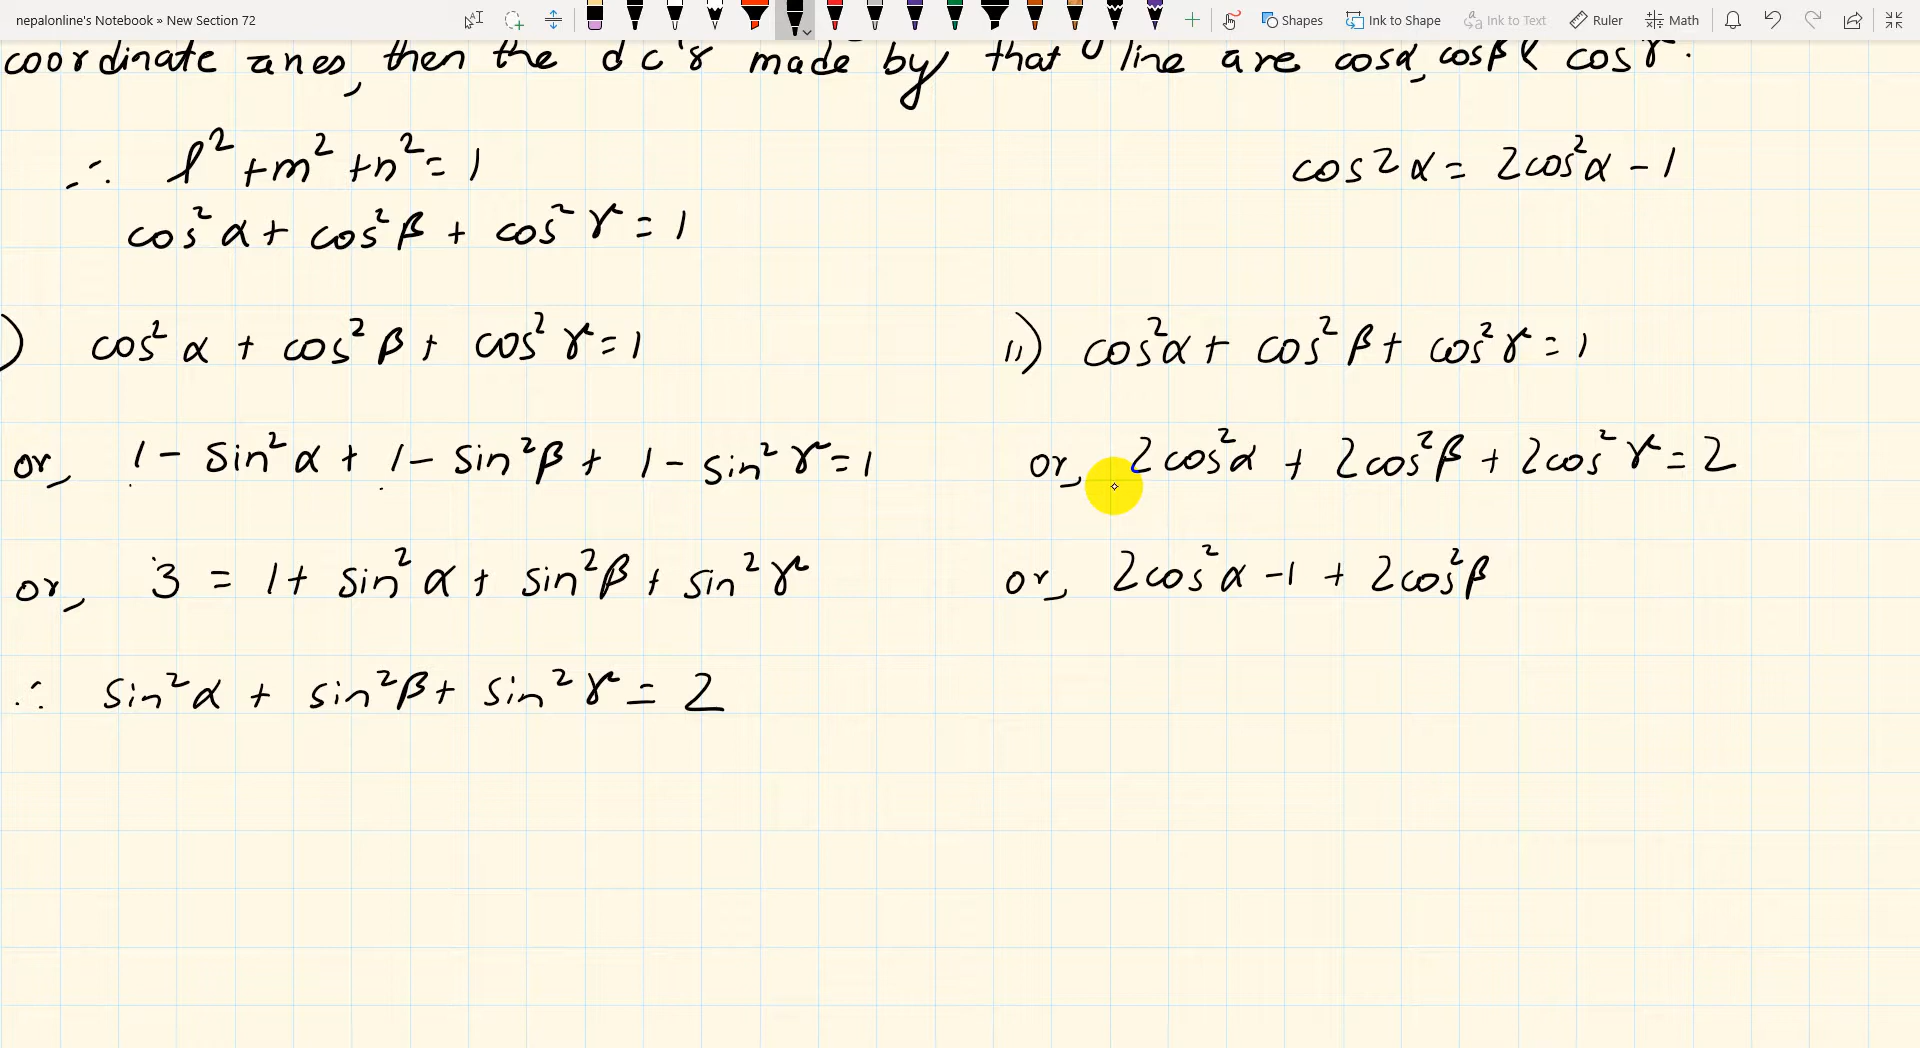 nepalonline's Notebook » New Section 72
Shapes Ink to Shape Ink to Text Ruler Math
coordinate axes, then the dc's made by that line are cosα, cosβ & cosγ.
∴ l² + m² + n² = 1
cos2α = 2cos²α - 1
cos²α + cos²β + cos²γ = 1
) cos²α + cos²β + cos²γ = 1
or, 1 - sin²α + 1 - sin²β + 1 - sin²γ = 1
or, 3 = 1 + sin²α + sin²β + sin²γ
∴ sin²α + sin²β + sin²γ = 2
ii) cos²α + cos²β + cos²γ = 1
or, 2cos²α + 2cos²β + 2cos²γ = 2
or, 2cos²α - 1 + 2cos²β